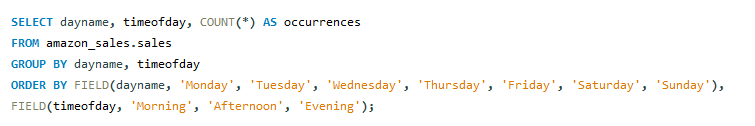 SELECT dayname, timeofday, COUNT(*) AS occurrences
FROM amazon_sales.sales
GROUP BY dayname, timeofday
ORDER BY FIELD(dayname, 'Monday', 'Tuesday', 'Wednesday', 'Thursday', 'Friday', 'Saturday', 'Sunday'),
FIELD(timeofday, 'Morning', 'Afternoon', 'Evening');